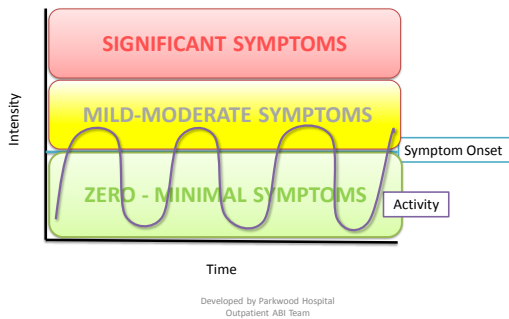 SIGNIFICANT SYMPTOMS
MILD-MODERATE SYMPTOMS
Intensity
Symptom Onset
ZERO - MINIMAL SYMPTOMS
Activity
Time
Developed by Parkwood Hospital
Outpatient ABI Team